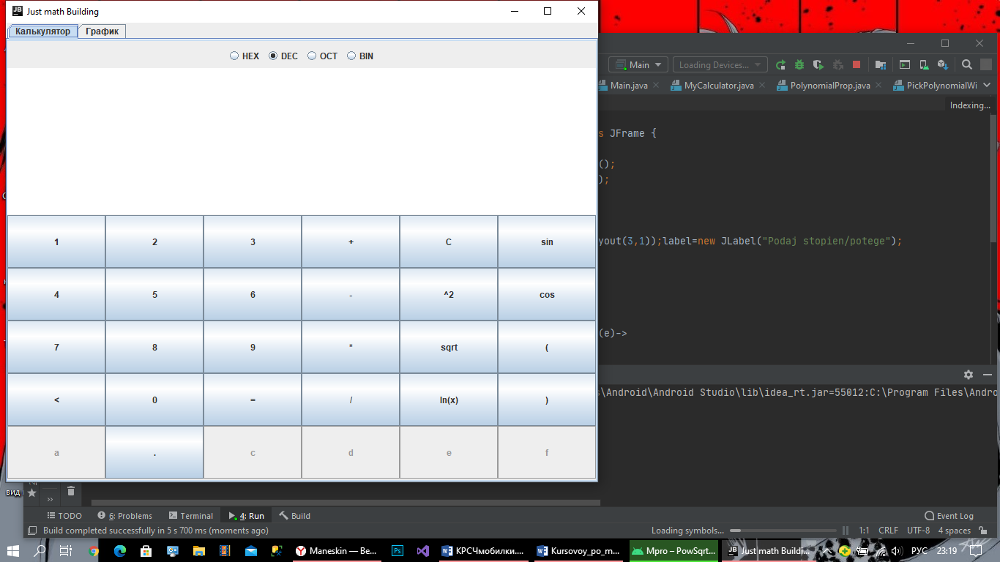 Just math Building
Калькулятор График
HEX DEC OCT BIN
1 2 3 + C sin
4 5 6 - ^2 cos
7 8 9 * sqrt (
< 0 = / ln(x) )
a . c d e f
Main Loading Devices...
Main.java MyCalculator.java PolynomialProp.java PickPolynomialWi
Indexing...
s JFrame {
();
);
yout(3,1));label=new JLabel("Podaj stopien/potege");
(e)->
s\Android\Android Studio\lib\idea_rt.jar=55012:C:\Program Files\Andro
вид
TODO 6: Problems Terminal 4: Run Build Event Log
Build completed successfully in 5 s 700 ms (moments ago) Loading symbols... 1:1 CRLF UTF-8 4 spaces
Maneskin — Ве... КРСЧмобилки.... Kursovoy_po_m... Mpro – PowSqrt... Just math Buildi... РУС 23:19